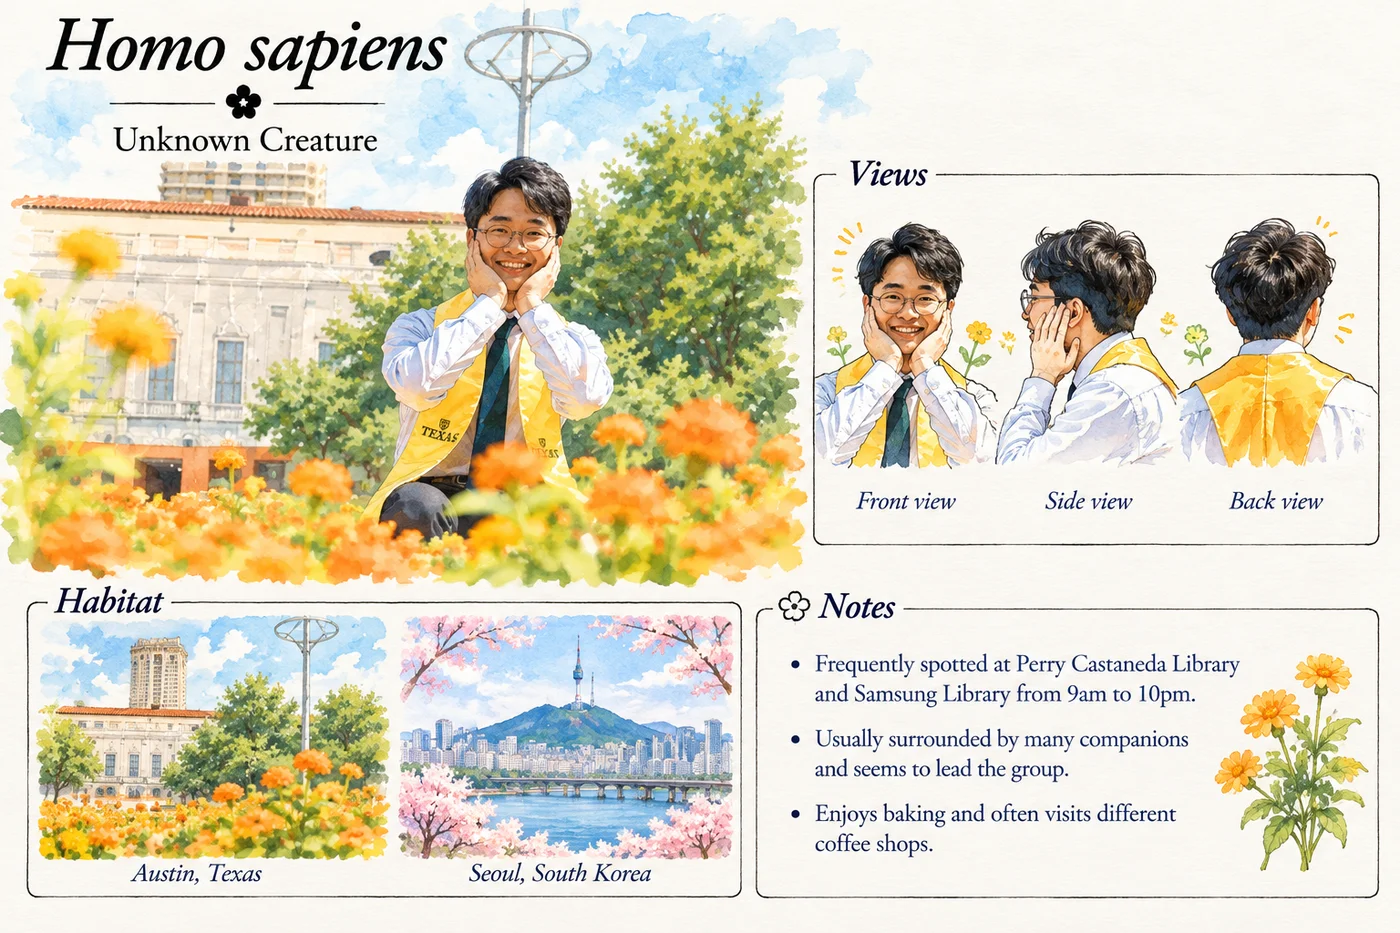 Homo sapiens
Unknown Creature
TEXAS
Views
Front view
Side view
Back view
Habitat
Austin, Texas
Seoul, South Korea
Notes
• Frequently spotted at Perry Castaneda Library
and Samsung Library from 9am to 10pm.
• Usually surrounded by many companions
and seems to lead the group.
• Enjoys baking and often visits different
coffee shops.